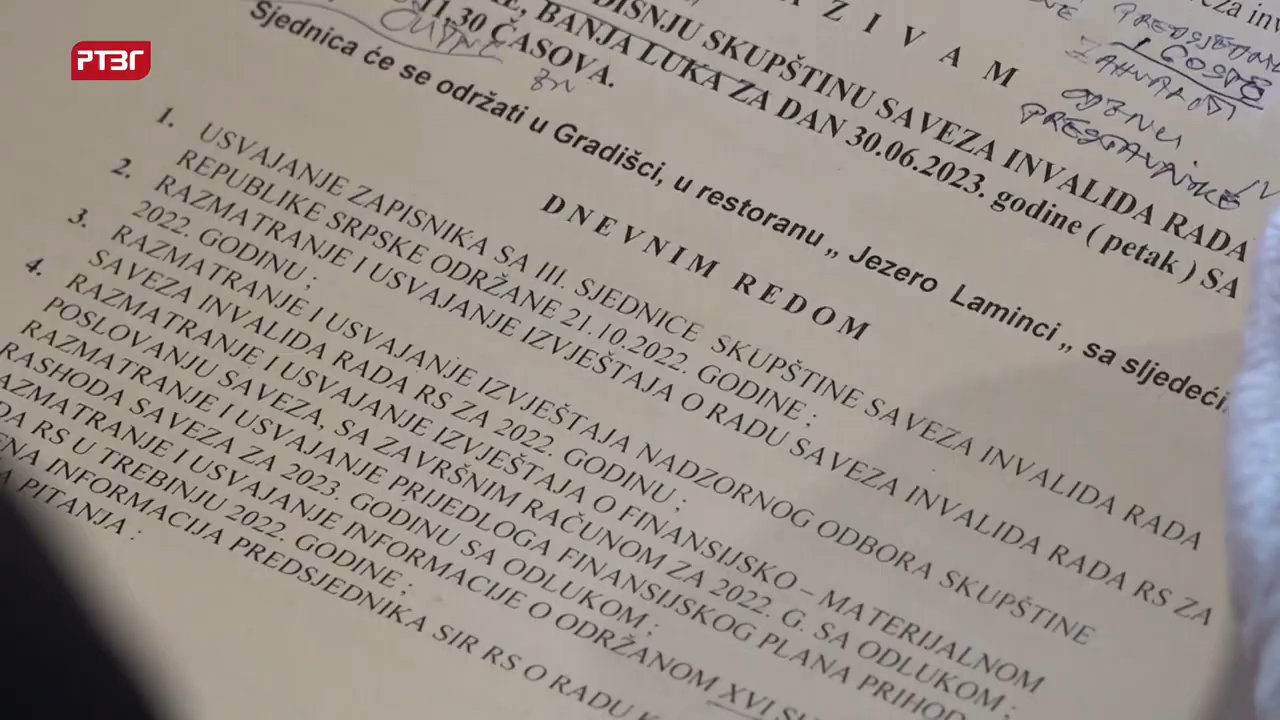 РТВГ
Z I V A M
DIŠNJU SKUPŠTINU SAVEZA INVALIDA RADA
BANJA LUKA ZA DAN 30.06.2023. godine ( petak ) SA
11,30 ČASOVA.
Sjednica će se održati u Gradišci, u restoranu „ Jezero Laminci „ sa sljedeći
D N E V N I M R E D O M
1. USVAJANJE ZAPISNIKA SA III. SJEDNICE SKUPŠTINE SAVEZA INVALIDA RADA
REPUBLIKE SRPSKE ODRŽANE 21.10.2022. GODINE ;
2. RAZMATRANJE I USVAJANJE IZVJEŠTAJA O RADU SAVEZA INVALIDA RADA RS ZA
2022. GODINU ;
3. RAZMATRANJE I USVAJANJE IZVJEŠTAJA NADZORNOG ODBORA SKUPŠTINE
SAVEZA INVALIDA RADA RS ZA 2022. GODINU ;
4. RAZMATRANJE I USVAJANJE IZVJEŠTAJA O FINANSIJSKO – MATERIJALNOM
POSLOVANJU SAVEZA, SA ZAVRŠNIM RAČUNOM ZA 2022. G. SA ODLUKOM ;
RAZMATRANJE I USVAJANJE PRIJEDLOGA FINANSIJSKOG PLANA PRIHOD
RASHODA SAVEZA ZA 2023. GODINU SA ODLUKOM ;
AZMATRANJE I USVAJANJE INFORMACIJE O ODRŽANOM XVI SU
DA RS U TREBINJU 2022. GODINE ;
ENA INFORMACIJA PREDSJEDNIKA SIR RS O RADU
A PITANJA :